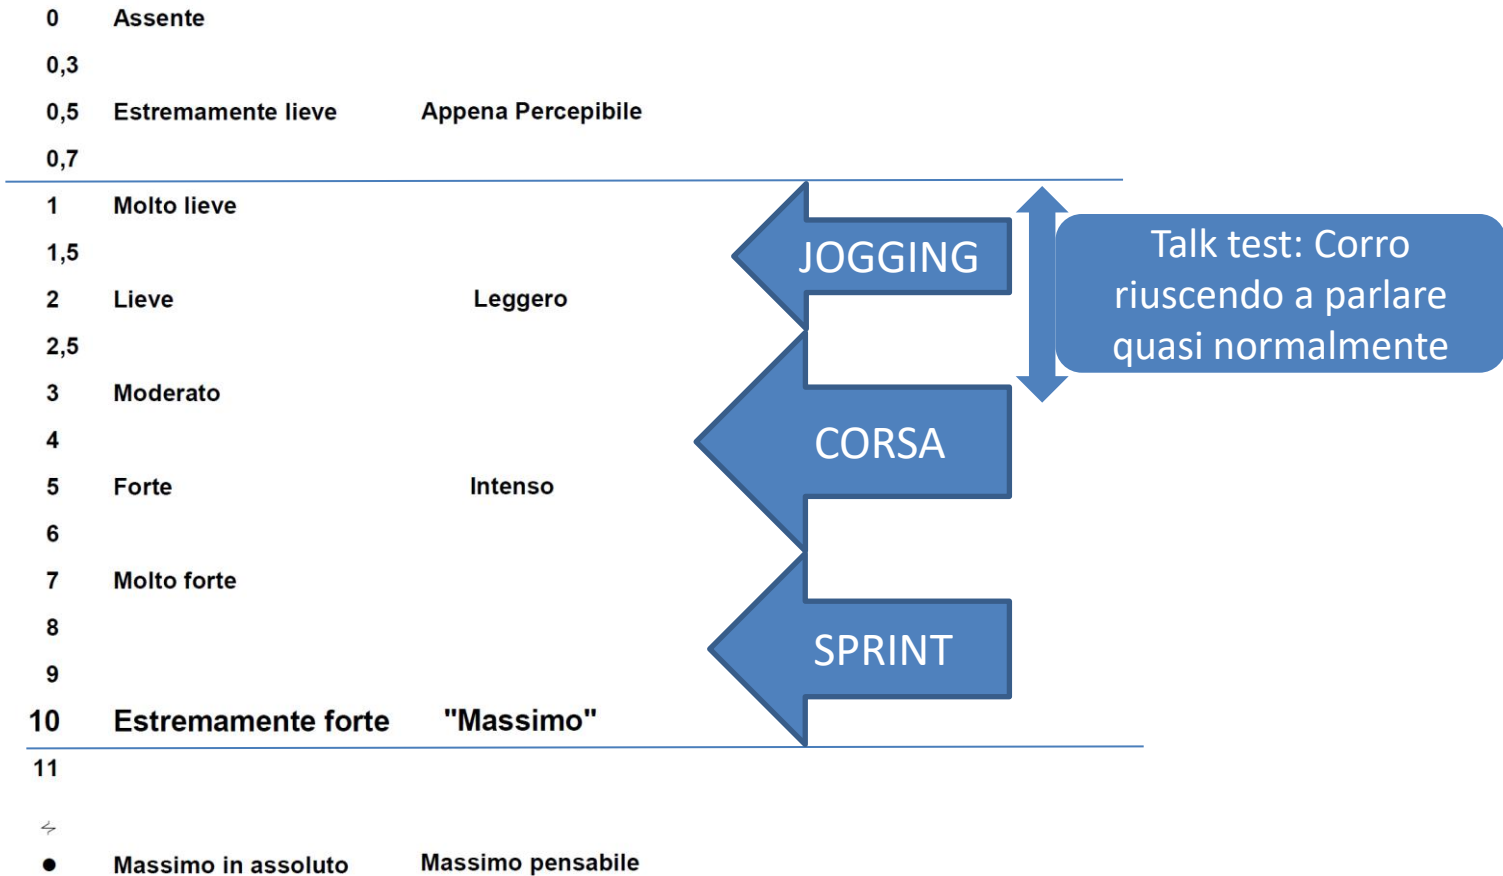 0 Assente
0,3
0,5 Estremamente lieve Appena Percepibile
0,7
1 Molto lieve
1,5
2 Lieve Leggero
2,5
3 Moderato
4
5 Forte Intenso
6
7 Molto forte
8
9
10 Estremamente forte "Massimo"
11
● Massimo in assoluto Massimo pensabile
JOGGING
CORSA
SPRINT
Talk test: Corro
riuscendo a parlare
quasi normalmente